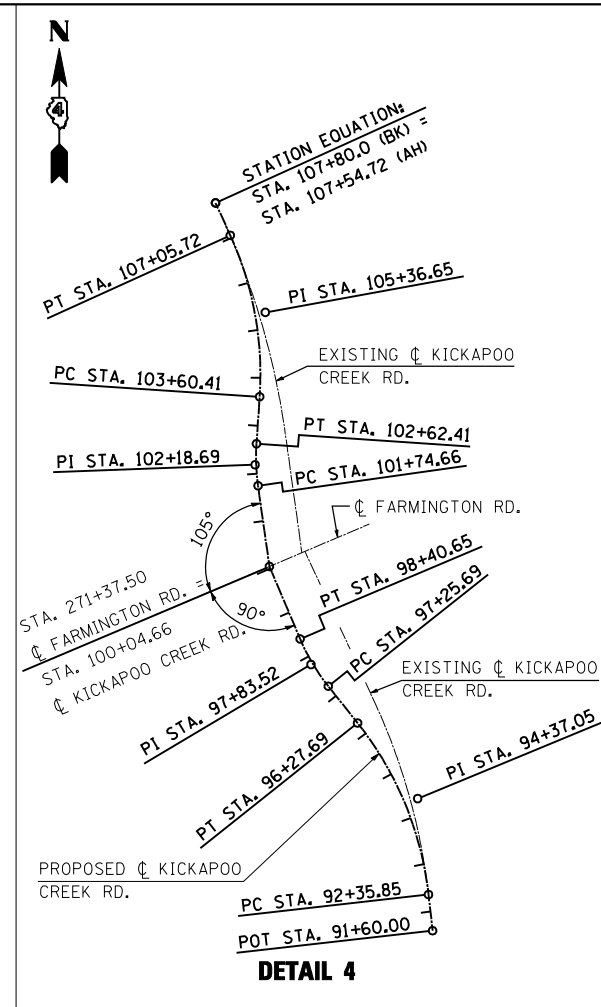 N
4
STATION EQUATION:
STA. 107+80.0 (BK) =
STA. 107+54.72 (AH)
PT STA. 107+05.72
PI STA. 105+36.65
EXISTING ℄ KICKAPOO
CREEK RD.
PC STA. 103+60.41
PT STA. 102+62.41
PI STA. 102+18.69
PC STA. 101+74.66
℄ FARMINGTON RD.
105°
STA. 271+37.50
℄ FARMINGTON RD. =
STA. 100+04.66
℄ KICKAPOO CREEK RD.
90°
PT STA. 98+40.65
PC STA. 97+25.69
EXISTING ℄ KICKAPOO
CREEK RD.
PI STA. 97+83.52
PI STA. 94+37.05
PT STA. 96+27.69
PROPOSED ℄ KICKAPOO
CREEK RD.
PC STA. 92+35.85
POT STA. 91+60.00
DETAIL 4